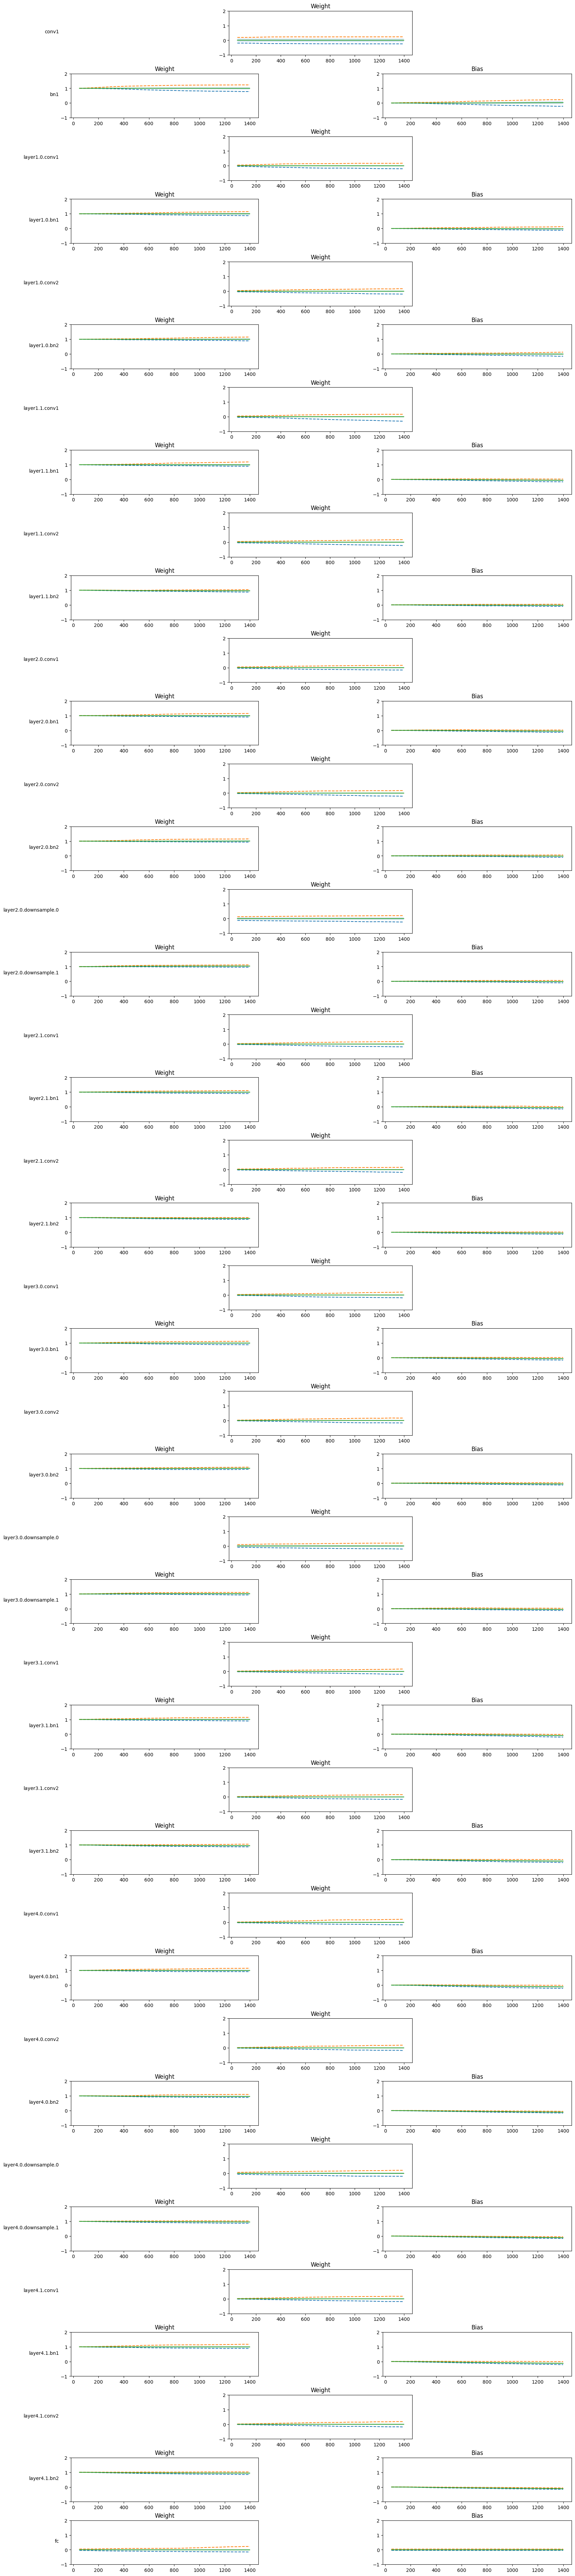 Weight
2
1
conv1
0
−1
0 200 400 600 800 1000 1200 1400
Weight Bias
2 2
1 1
bn1
0 0
−1 −1
0 200 400 600 800 1000 1200 1400 0 200 400 600 800 1000 1200 1400
Weight
2
1
layer1.0.conv1
0
−1
0 200 400 600 800 1000 1200 1400
Weight Bias
2 2
1 1
layer1.0.bn1
0 0
−1 −1
0 200 400 600 800 1000 1200 1400 0 200 400 600 800 1000 1200 1400
Weight
2
1
layer1.0.conv2
0
−1
0 200 400 600 800 1000 1200 1400
Weight Bias
2 2
1 1
layer1.0.bn2
0 0
−1 −1
0 200 400 600 800 1000 1200 1400 0 200 400 600 800 1000 1200 1400
Weight
2
1
layer1.1.conv1
0
−1
0 200 400 600 800 1000 1200 1400
Weight Bias
2 2
1 1
layer1.1.bn1
0 0
−1 −1
0 200 400 600 800 1000 1200 1400 0 200 400 600 800 1000 1200 1400
Weight
2
1
layer1.1.conv2
0
−1
0 200 400 600 800 1000 1200 1400
Weight Bias
2 2
1 1
layer1.1.bn2
0 0
−1 −1
0 200 400 600 800 1000 1200 1400 0 200 400 600 800 1000 1200 1400
Weight
2
1
layer2.0.conv1
0
−1
0 200 400 600 800 1000 1200 1400
Weight Bias
2 2
1 1
layer2.0.bn1
0 0
−1 −1
0 200 400 600 800 1000 1200 1400 0 200 400 600 800 1000 1200 1400
Weight
2
1
layer2.0.conv2
0
−1
0 200 400 600 800 1000 1200 1400
Weight Bias
2 2
1 1
layer2.0.bn2
0 0
−1 −1
0 200 400 600 800 1000 1200 1400 0 200 400 600 800 1000 1200 1400
Weight
2
1
layer2.0.downsample.0
0
−1
0 200 400 600 800 1000 1200 1400
Weight Bias
2 2
1 1
layer2.0.downsample.1
0 0
−1 −1
0 200 400 600 800 1000 1200 1400 0 200 400 600 800 1000 1200 1400
Weight
2
1
layer2.1.conv1
0
−1
0 200 400 600 800 1000 1200 1400
Weight Bias
2 2
1 1
layer2.1.bn1
0 0
−1 −1
0 200 400 600 800 1000 1200 1400 0 200 400 600 800 1000 1200 1400
Weight
2
1
layer2.1.conv2
0
−1
0 200 400 600 800 1000 1200 1400
Weight Bias
2 2
1 1
layer2.1.bn2
0 0
−1 −1
0 200 400 600 800 1000 1200 1400 0 200 400 600 800 1000 1200 1400
Weight
2
1
layer3.0.conv1
0
−1
0 200 400 600 800 1000 1200 1400
Weight Bias
2 2
1 1
layer3.0.bn1
0 0
−1 −1
0 200 400 600 800 1000 1200 1400 0 200 400 600 800 1000 1200 1400
Weight
2
1
layer3.0.conv2
0
−1
0 200 400 600 800 1000 1200 1400
Weight Bias
2 2
1 1
layer3.0.bn2
0 0
−1 −1
0 200 400 600 800 1000 1200 1400 0 200 400 600 800 1000 1200 1400
Weight
2
1
layer3.0.downsample.0
0
−1
0 200 400 600 800 1000 1200 1400
Weight Bias
2 2
1 1
layer3.0.downsample.1
0 0
−1 −1
0 200 400 600 800 1000 1200 1400 0 200 400 600 800 1000 1200 1400
Weight
2
1
layer3.1.conv1
0
−1
0 200 400 600 800 1000 1200 1400
Weight Bias
2 2
1 1
layer3.1.bn1
0 0
−1 −1
0 200 400 600 800 1000 1200 1400 0 200 400 600 800 1000 1200 1400
Weight
2
1
layer3.1.conv2
0
−1
0 200 400 600 800 1000 1200 1400
Weight Bias
2 2
1 1
layer3.1.bn2
0 0
−1 −1
0 200 400 600 800 1000 1200 1400 0 200 400 600 800 1000 1200 1400
Weight
2
1
layer4.0.conv1
0
−1
0 200 400 600 800 1000 1200 1400
Weight Bias
2 2
1 1
layer4.0.bn1
0 0
−1 −1
0 200 400 600 800 1000 1200 1400 0 200 400 600 800 1000 1200 1400
Weight
2
1
layer4.0.conv2
0
−1
0 200 400 600 800 1000 1200 1400
Weight Bias
2 2
1 1
layer4.0.bn2
0 0
−1 −1
0 200 400 600 800 1000 1200 1400 0 200 400 600 800 1000 1200 1400
Weight
2
1
layer4.0.downsample.0
0
−1
0 200 400 600 800 1000 1200 1400
Weight Bias
2 2
1 1
layer4.0.downsample.1
0 0
−1 −1
0 200 400 600 800 1000 1200 1400 0 200 400 600 800 1000 1200 1400
Weight
2
1
layer4.1.conv1
0
−1
0 200 400 600 800 1000 1200 1400
Weight Bias
2 2
1 1
layer4.1.bn1
0 0
−1 −1
0 200 400 600 800 1000 1200 1400 0 200 400 600 800 1000 1200 1400
Weight
2
1
layer4.1.conv2
0
−1
0 200 400 600 800 1000 1200 1400
Weight Bias
2 2
1 1
layer4.1.bn2
0 0
−1 −1
0 200 400 600 800 1000 1200 1400 0 200 400 600 800 1000 1200 1400
Weight Bias
2 2
1 1
fc
0 0
−1 −1
0 200 400 600 800 1000 1200 1400 0 200 400 600 800 1000 1200 1400